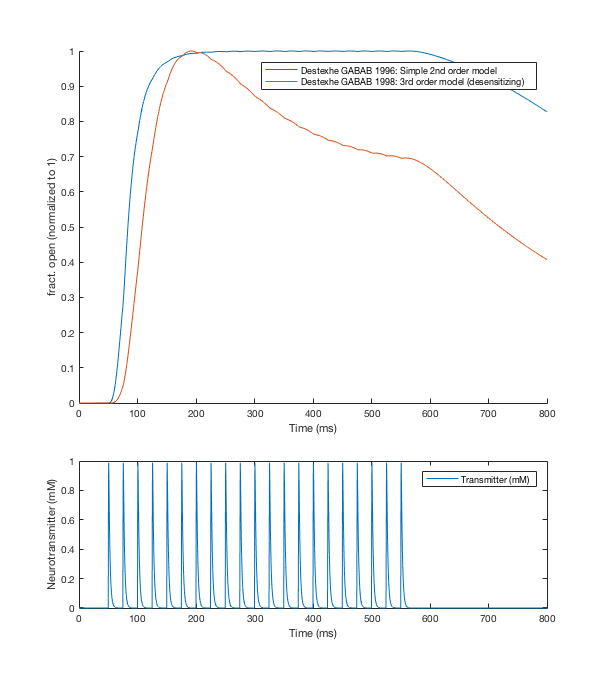 1
0.9
0.8
0.7
0.6
0.5
0.4
0.3
0.2
0.1
0
fract. open (normalized to 1)
Destexhe GABAB 1996: Simple 2nd order model
Destexhe GABAB 1998: 3rd order model (desensitizing)
0 100 200 300 400 500 600 700 800
Time (ms)
1
0.8
0.6
0.4
0.2
0
Neurotransmitter (mM)
Transmitter (mM)
0 100 200 300 400 500 600 700 800
Time (ms)